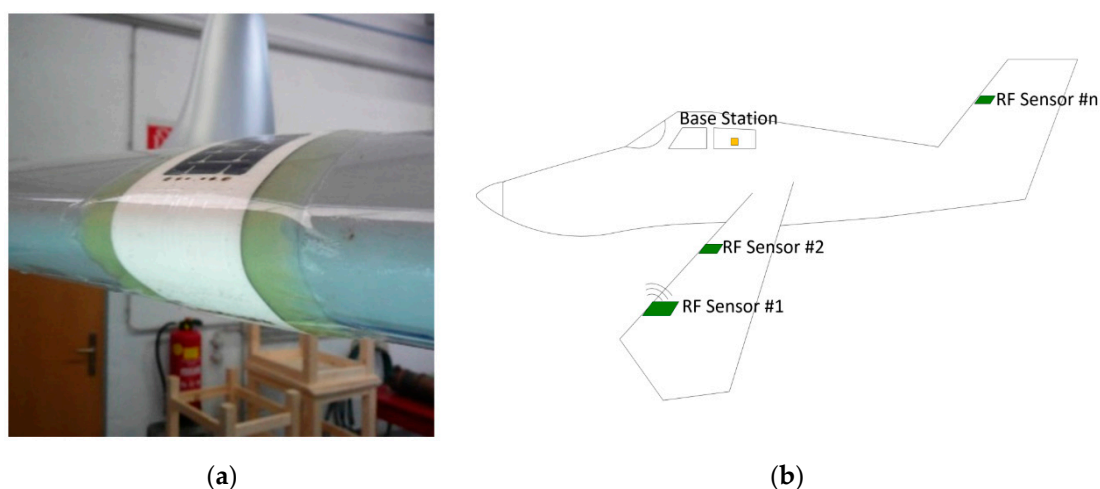 Base Station
RF Sensor #n
RF Sensor #2
RF Sensor #1
(a)
(b)